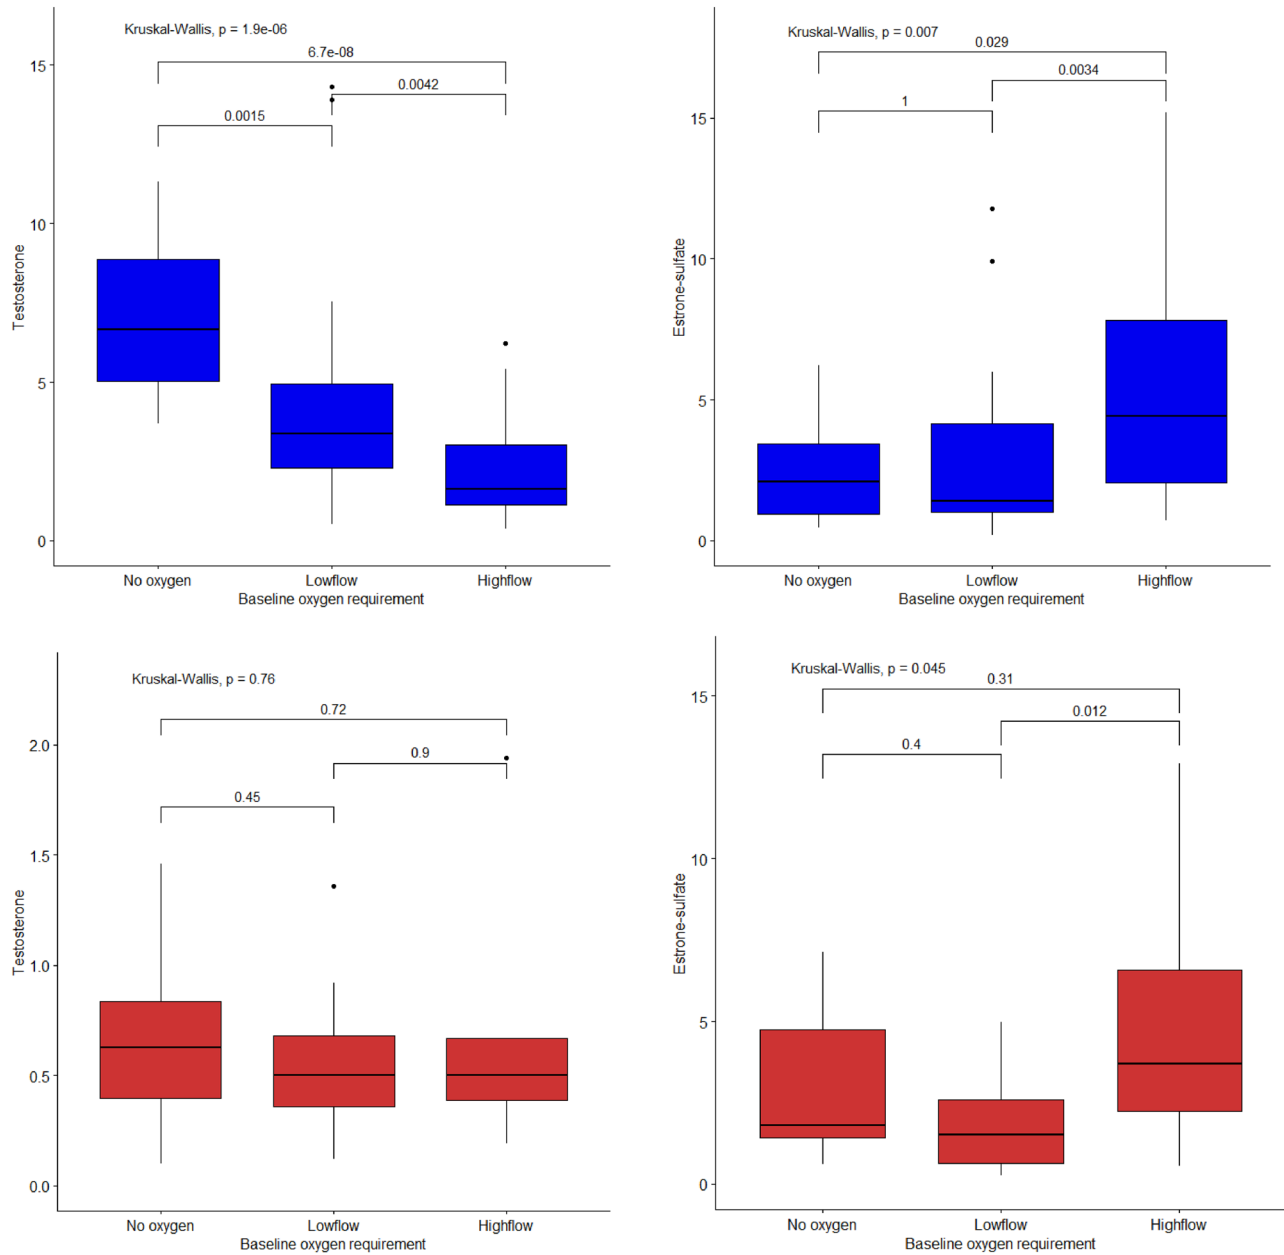 Kruskal-Wallis, p = 1.9e-06
6.7e-08
0.0042
0.0015
15
10
5
0
Testosterone
No oxygen Lowflow Highflow
Baseline oxygen requirement
Kruskal-Wallis, p = 0.007
0.029
0.0034
1
15
10
5
0
Estrone-sulfate
No oxygen Lowflow Highflow
Baseline oxygen requirement
Kruskal-Wallis, p = 0.76
0.72
0.9
0.45
2.0
1.5
1.0
0.5
0.0
Testosterone
No oxygen Lowflow Highflow
Baseline oxygen requirement
Kruskal-Wallis, p = 0.045
0.31
0.012
0.4
15
10
5
0
Estrone-sulfate
No oxygen Lowflow Highflow
Baseline oxygen requirement